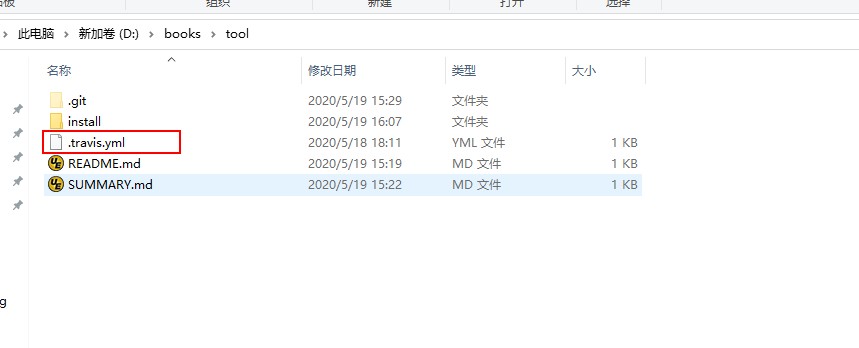 组织 新建 打开 选择
此电脑 新加卷 (D:) books tool
名称 修改日期 类型 大小
.git 2020/5/19 15:29 文件夹
install 2020/5/19 16:07 文件夹
.travis.yml 2020/5/18 18:11 YML 文件 1 KB
README.md 2020/5/19 15:19 MD 文件 1 KB
SUMMARY.md 2020/5/19 15:22 MD 文件 1 KB
g